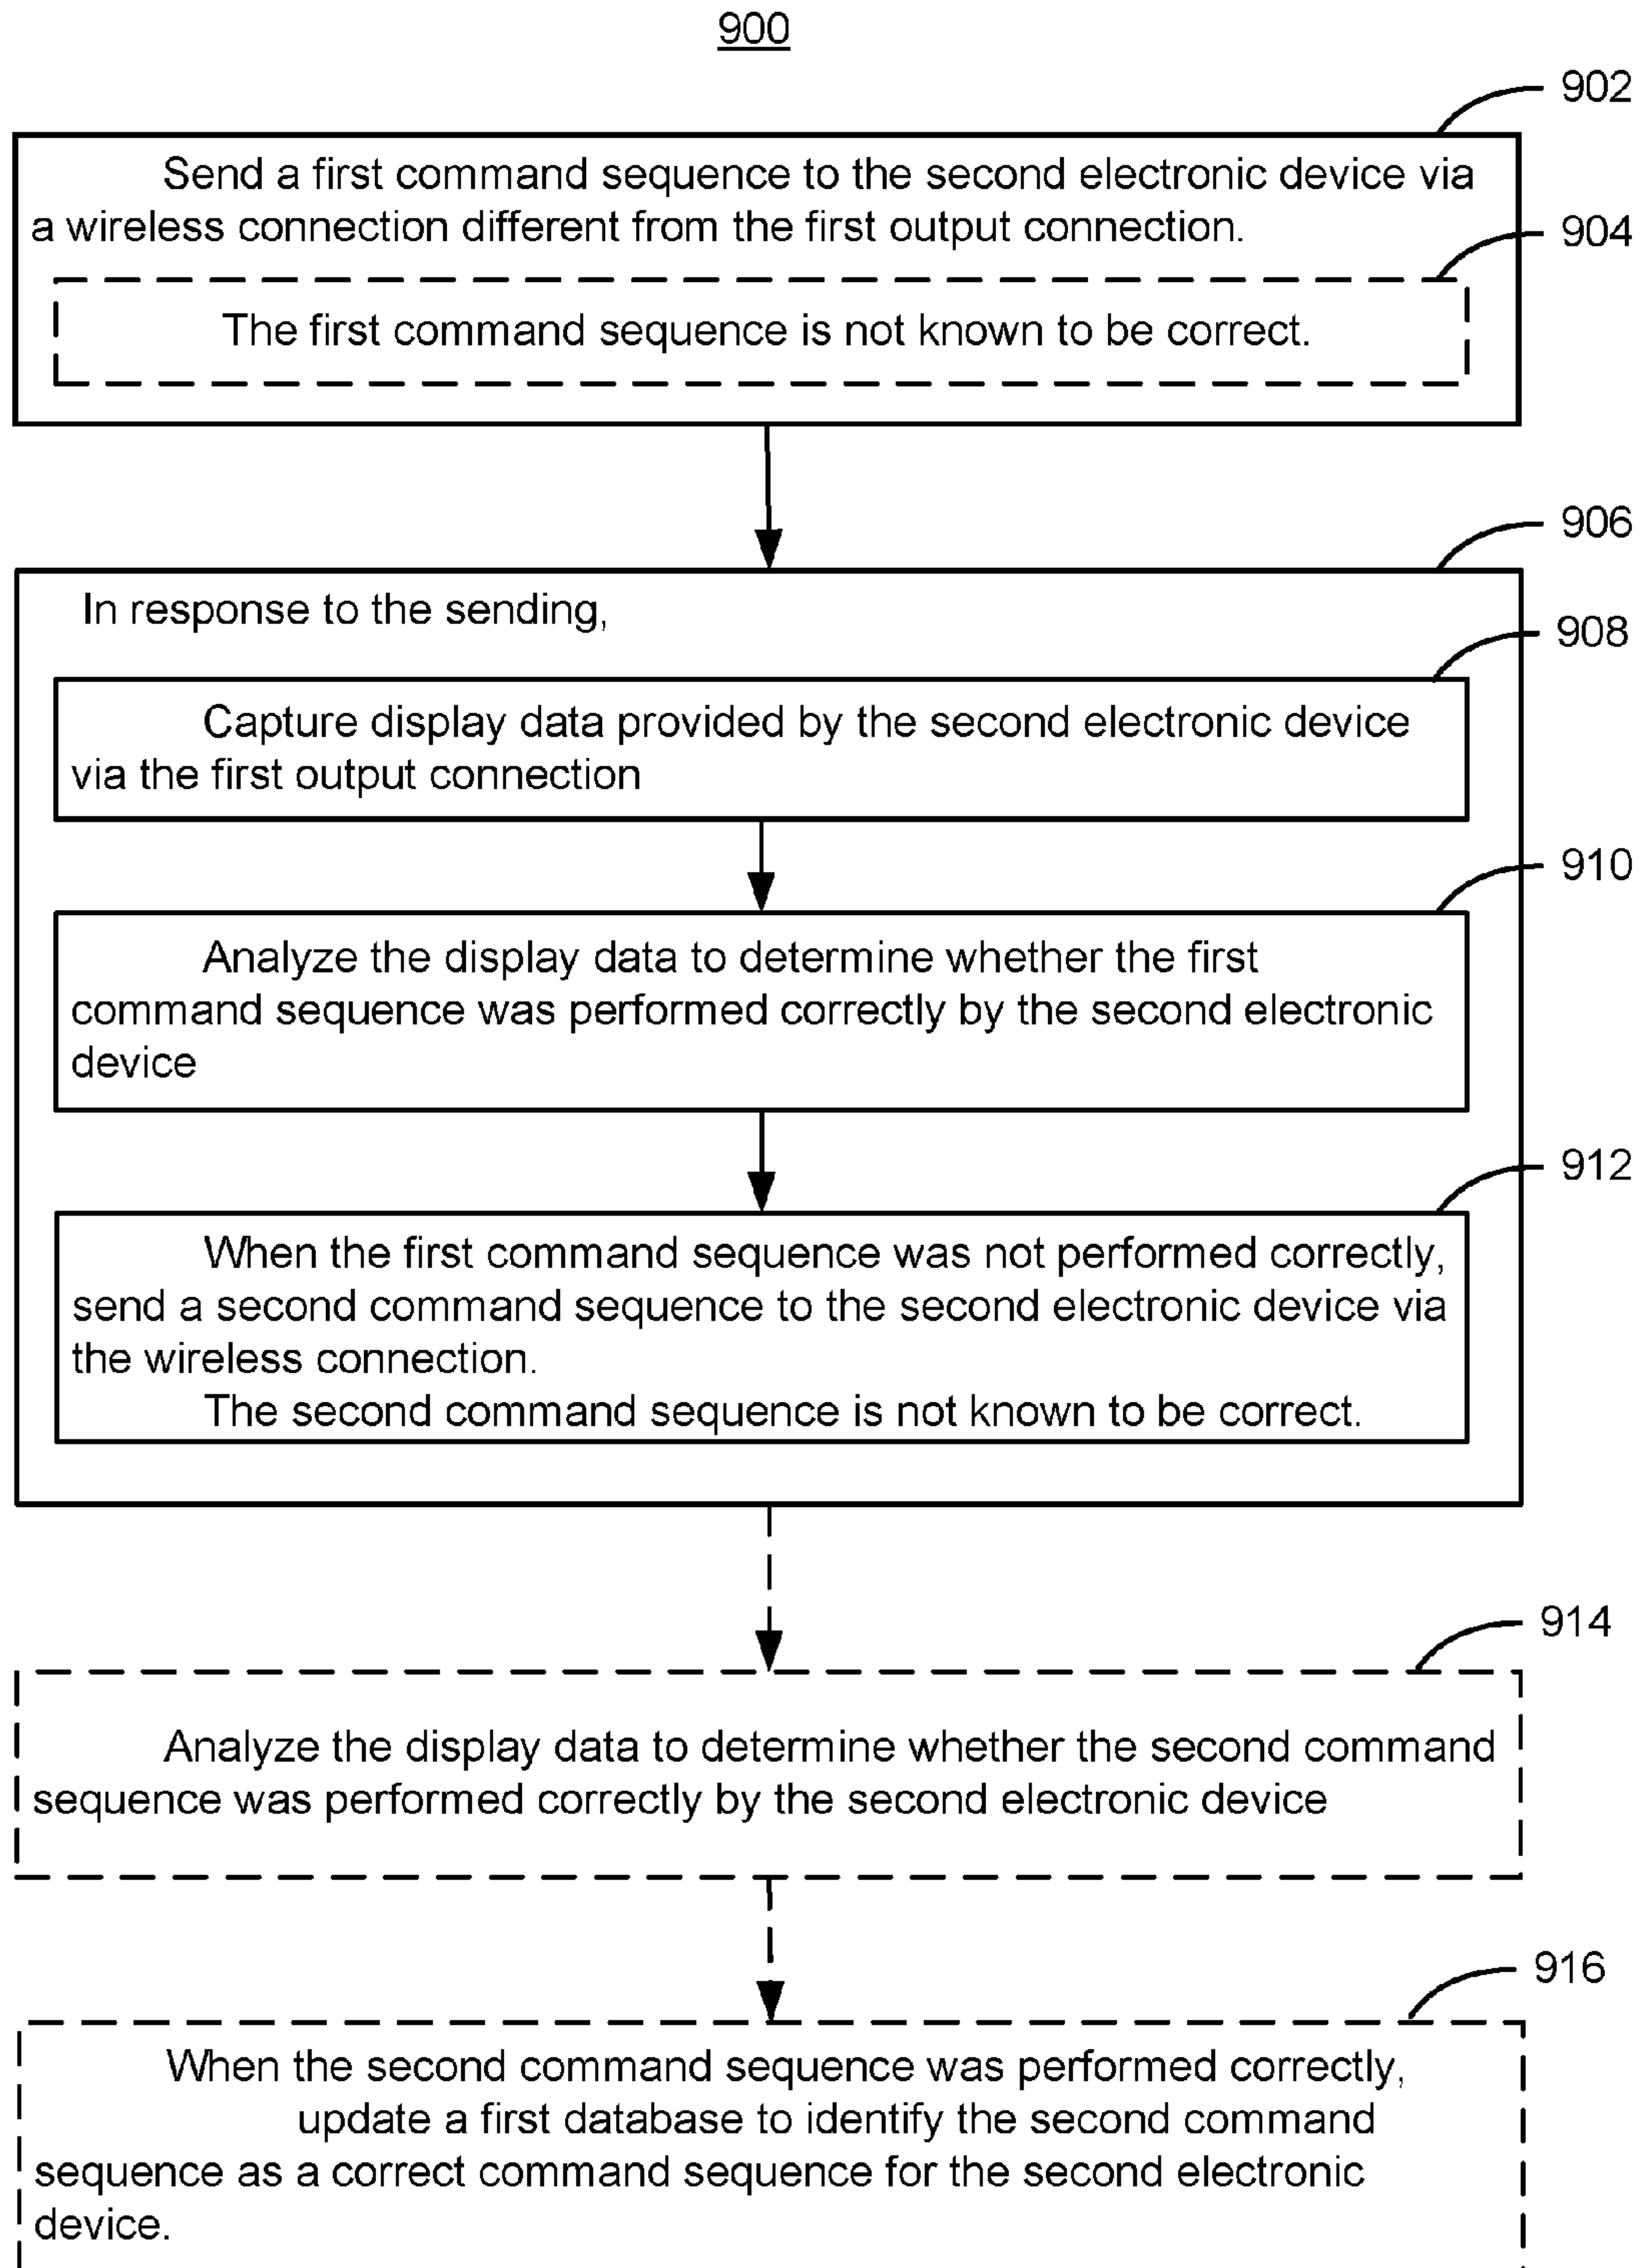 900
902
Send a first command sequence to the second electronic device via
a wireless connection different from the first output connection.
904
The first command sequence is not known to be correct.
906
In response to the sending,
908
Capture display data provided by the second electronic device
via the first output connection
910
Analyze the display data to determine whether the first
command sequence was performed correctly by the second electronic
device
912
When the first command sequence was not performed correctly,
send a second command sequence to the second electronic device via
the wireless connection.
The second command sequence is not known to be correct.
914
Analyze the display data to determine whether the second command
sequence was performed correctly by the second electronic device
916
When the second command sequence was performed correctly,
update a first database to identify the second command
sequence as a correct command sequence for the second electronic
device.